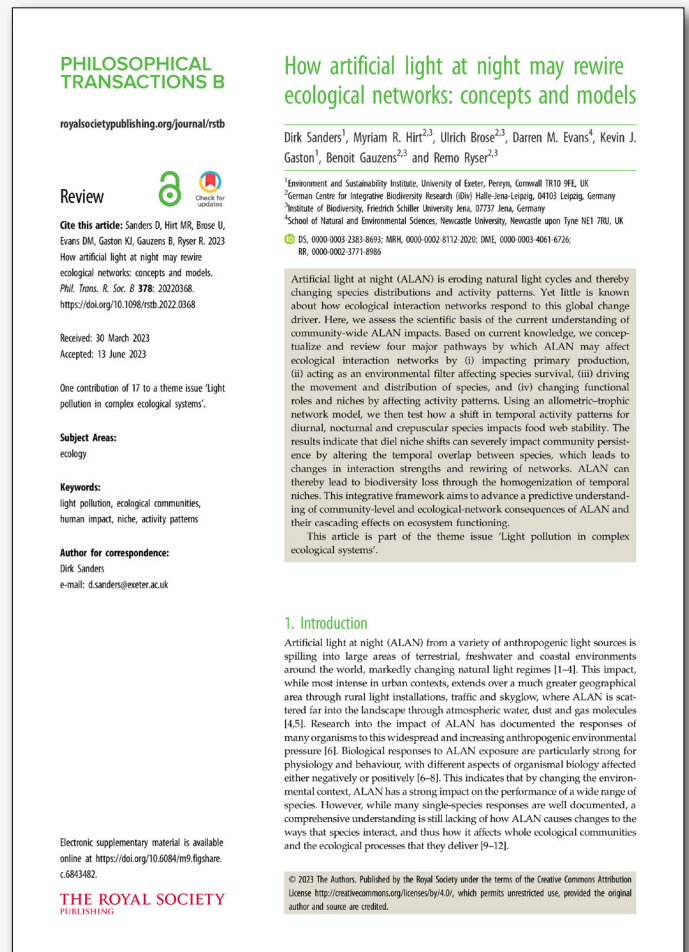 PHILOSOPHICAL
TRANSACTIONS B
royalsocietypublishing.org/journal/rstb
Review
Check for
updates
Cite this article: Sanders D, Hirt MR, Brose U,
Evans DM, Gaston KJ, Gauzens B, Ryser R. 2023
How artificial light at night may rewire
ecological networks: concepts and models.
Phil. Trans. R. Soc. B 378: 20220368.
https://doi.org/10.1098/rstb.2022.0368
Received: 30 March 2023
Accepted: 13 June 2023
One contribution of 17 to a theme issue ‘Light
pollution in complex ecological systems’.
Subject Areas:
ecology
Keywords:
light pollution, ecological communities,
human impact, niche, activity patterns
Author for correspondence:
Dirk Sanders
e-mail: d.sanders@exeter.ac.uk
Electronic supplementary material is available
online at https://doi.org/10.6084/m9.figshare.
c.6843482.
THE ROYAL SOCIETY
PUBLISHING
How artificial light at night may rewire
ecological networks: concepts and models
Dirk Sanders1, Myriam R. Hirt2,3, Ulrich Brose2,3, Darren M. Evans4, Kevin J.
Gaston1, Benoit Gauzens2,3 and Remo Ryser2,3
1Environment and Sustainability Institute, University of Exeter, Penryn, Cornwall TR10 9FE, UK
2German Centre for Integrative Biodiversity Research (iDiv) Halle-Jena-Leipzig, 04103 Leipzig, Germany
3Institute of Biodiversity, Friedrich Schiller University Jena, 07737 Jena, Germany
4School of Natural and Environmental Sciences, Newcastle University, Newcastle upon Tyne NE1 7RU, UK
iD DS, 0000-0003-2383-8693; MRH, 0000-0002-8112-2020; DME, 0000-0003-4061-6726;
RR, 0000-0002-3771-8986
Artificial light at night (ALAN) is eroding natural light cycles and thereby
changing species distributions and activity patterns. Yet little is known
about how ecological interaction networks respond to this global change
driver. Here, we assess the scientific basis of the current understanding of
community-wide ALAN impacts. Based on current knowledge, we concep-
tualize and review four major pathways by which ALAN may affect
ecological interaction networks by (i) impacting primary production,
(ii) acting as an environmental filter affecting species survival, (iii) driving
the movement and distribution of species, and (iv) changing functional
roles and niches by affecting activity patterns. Using an allometric–trophic
network model, we then test how a shift in temporal activity patterns for
diurnal, nocturnal and crepuscular species impacts food web stability. The
results indicate that diel niche shifts can severely impact community persist-
ence by altering the temporal overlap between species, which leads to
changes in interaction strengths and rewiring of networks. ALAN can
thereby lead to biodiversity loss through the homogenization of temporal
niches. This integrative framework aims to advance a predictive understand-
ing of community-level and ecological-network consequences of ALAN and
their cascading effects on ecosystem functioning.
This article is part of the theme issue ‘Light pollution in complex
ecological systems’.
1. Introduction
Artificial light at night (ALAN) from a variety of anthropogenic light sources is
spilling into large areas of terrestrial, freshwater and coastal environments
around the world, markedly changing natural light regimes [1–4]. This impact,
while most intense in urban contexts, extends over a much greater geographical
area through rural light installations, traffic and skyglow, where ALAN is scat-
tered far into the landscape through atmospheric water, dust and gas molecules
[4,5]. Research into the impact of ALAN has documented the responses of
many organisms to this widespread and increasing anthropogenic environmental
pressure [6]. Biological responses to ALAN exposure are particularly strong for
physiology and behaviour, with different aspects of organismal biology affected
either negatively or positively [6–8]. This indicates that by changing the environ-
mental context, ALAN has a strong impact on the performance of a wide range of
species. However, while many single-species responses are well documented, a
comprehensive understanding is still lacking of how ALAN causes changes to the
ways that species interact, and thus how it affects whole ecological communities
and the ecological processes that they deliver [9–12].
© 2023 The Authors. Published by the Royal Society under the terms of the Creative Commons Attribution
License http://creativecommons.org/licenses/by/4.0/, which permits unrestricted use, provided the original
author and source are credited.